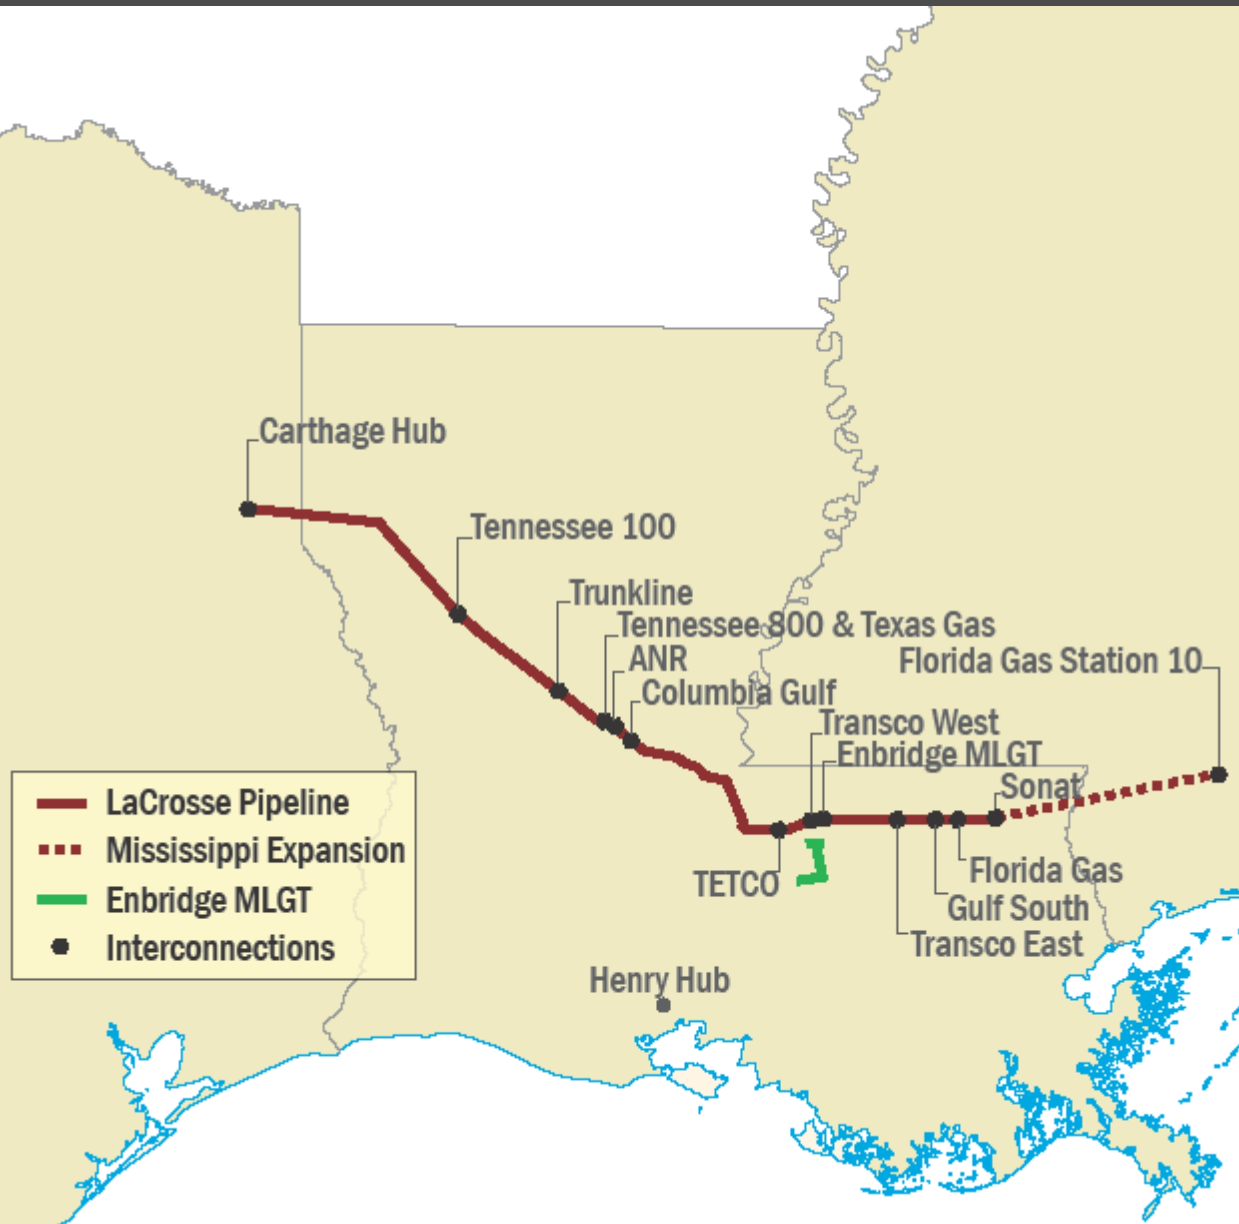 Carthage Hub
Tennessee 100
Trunkline
Tennessee 800 & Texas Gas
ANR
Florida Gas Station 10
Columbia Gulf
Transco West
Enbridge MLGT
Sonat
LaCrosse Pipeline
Mississippi Expansion
Enbridge MLGT
Interconnections
TETCO
Florida Gas
Gulf South
Transco East
Henry Hub